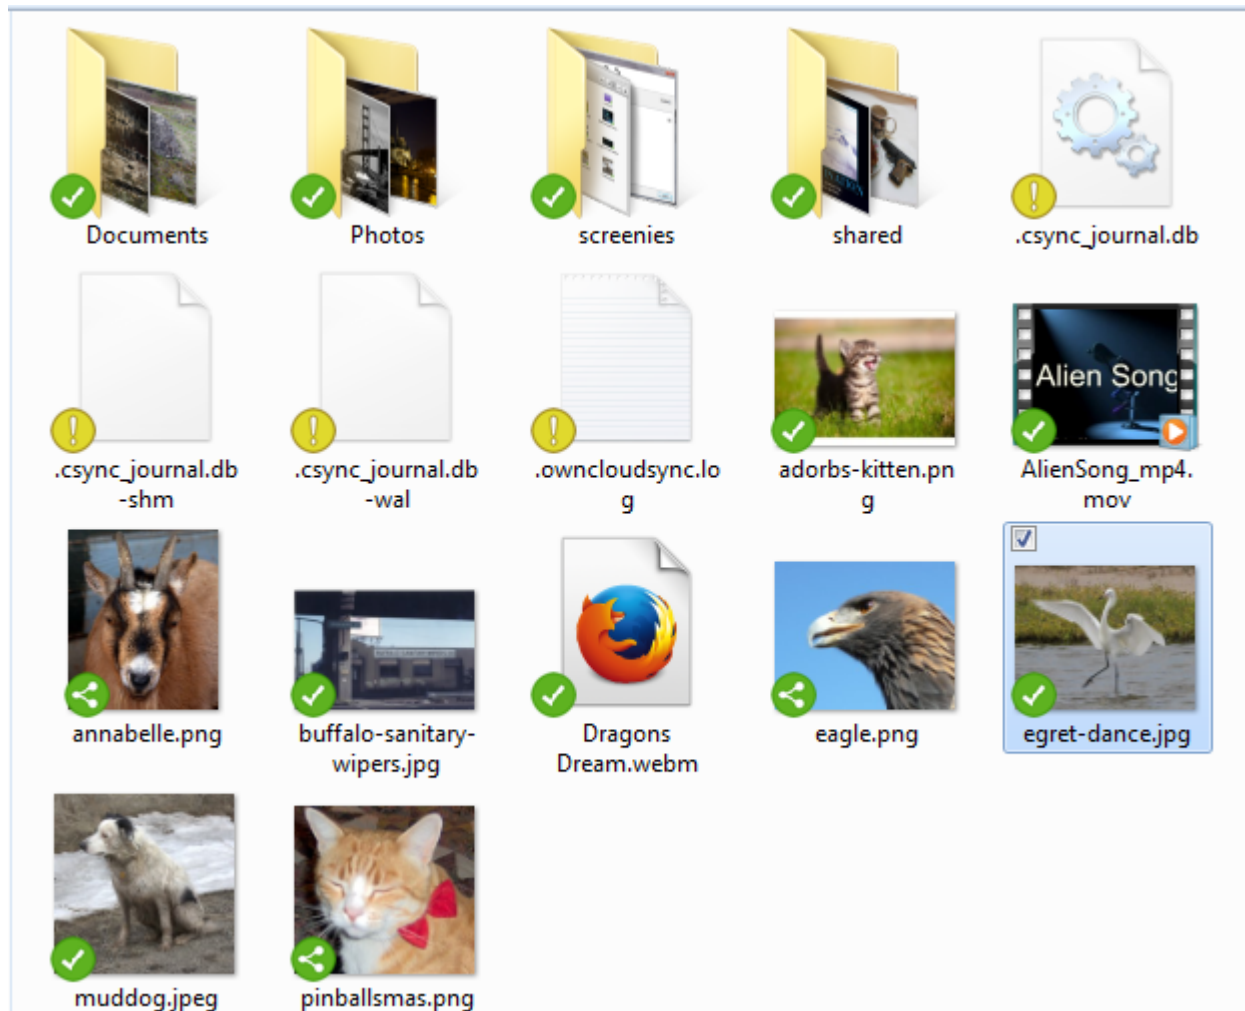 Documents
Photos
screenies
shared
.csync_journal.db
.csync_journal.db
-shm
.csync_journal.db
-wal
.owncloudsync.lo
g
adorbs-kitten.pn
g
Alien Song
AlienSong_mp4.
mov
annabelle.png
buffalo-sanitary-
wipers.jpg
Dragons
Dream.webm
eagle.png
egret-dance.jpg
muddog.jpeg
pinballsmas.png